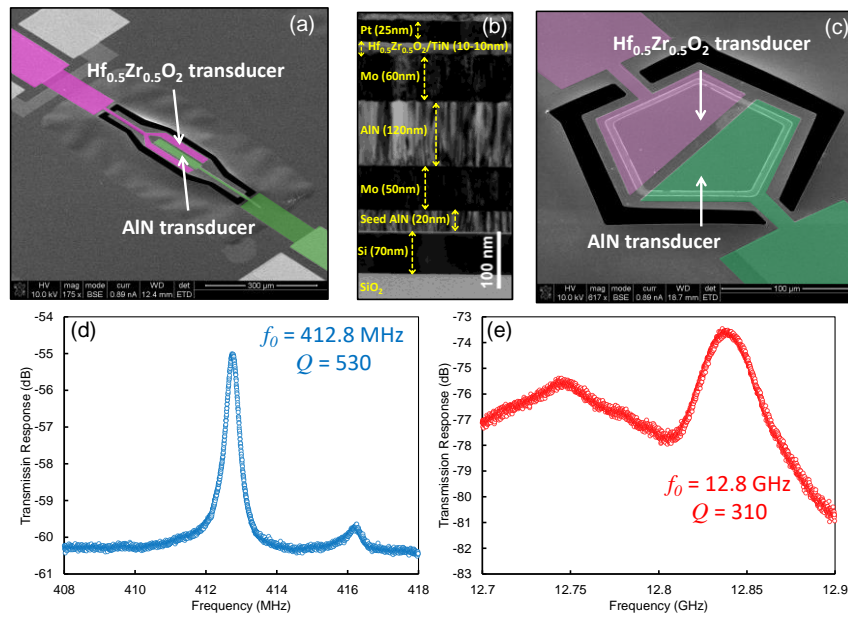 (a)
Hf0.5Zr0.5O2 transducer
AlN transducer
HV mag mode curr WD det
10.0 kV 175 x BSE 0.89 nA 12.4 mm ETD
300 µm
(b)
Pt (25nm)
Hf0.5Zr0.5O2/TiN (10-10nm)
Mo (60nm)
AlN (120nm)
Mo (50nm)
Seed AlN (20nm)
Si (70nm)
SiO2
100 nm
(c)
Hf0.5Zr0.5O2 transducer
AlN transducer
HV mag mode curr WD det
10.0 kV 617 x BSE 0.89 nA 18.7 mm ETD
100 µm
(d)
f0 = 412.8 MHz
Q = 530
Transmissin Response (dB)
-54
-55
-56
-57
-58
-59
-60
-61
408 410 412 414 416 418
Frequency (MHz)
(e)
f0 = 12.8 GHz
Q = 310
Transmission Response (dB)
-73
-74
-75
-76
-77
-78
-79
-80
-81
-82
-83
12.7 12.75 12.8 12.85 12.9
Frequency (GHz)